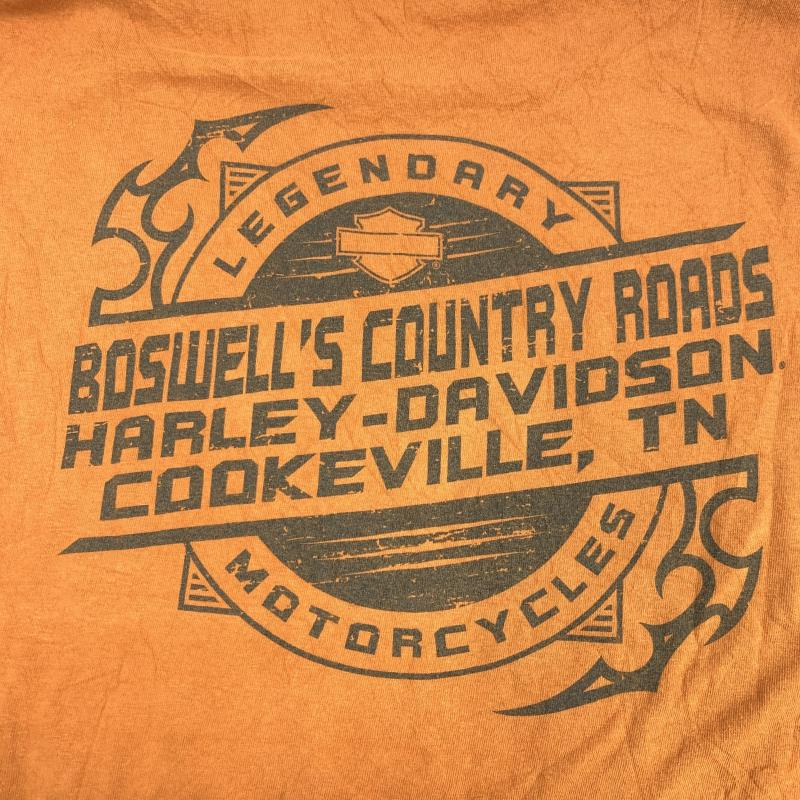 LEGENDARY
BOSWELL'S COUNTRY ROADS
HARLEY-DAVIDSON®
COOKEVILLE, TN
MOTORCYCLES